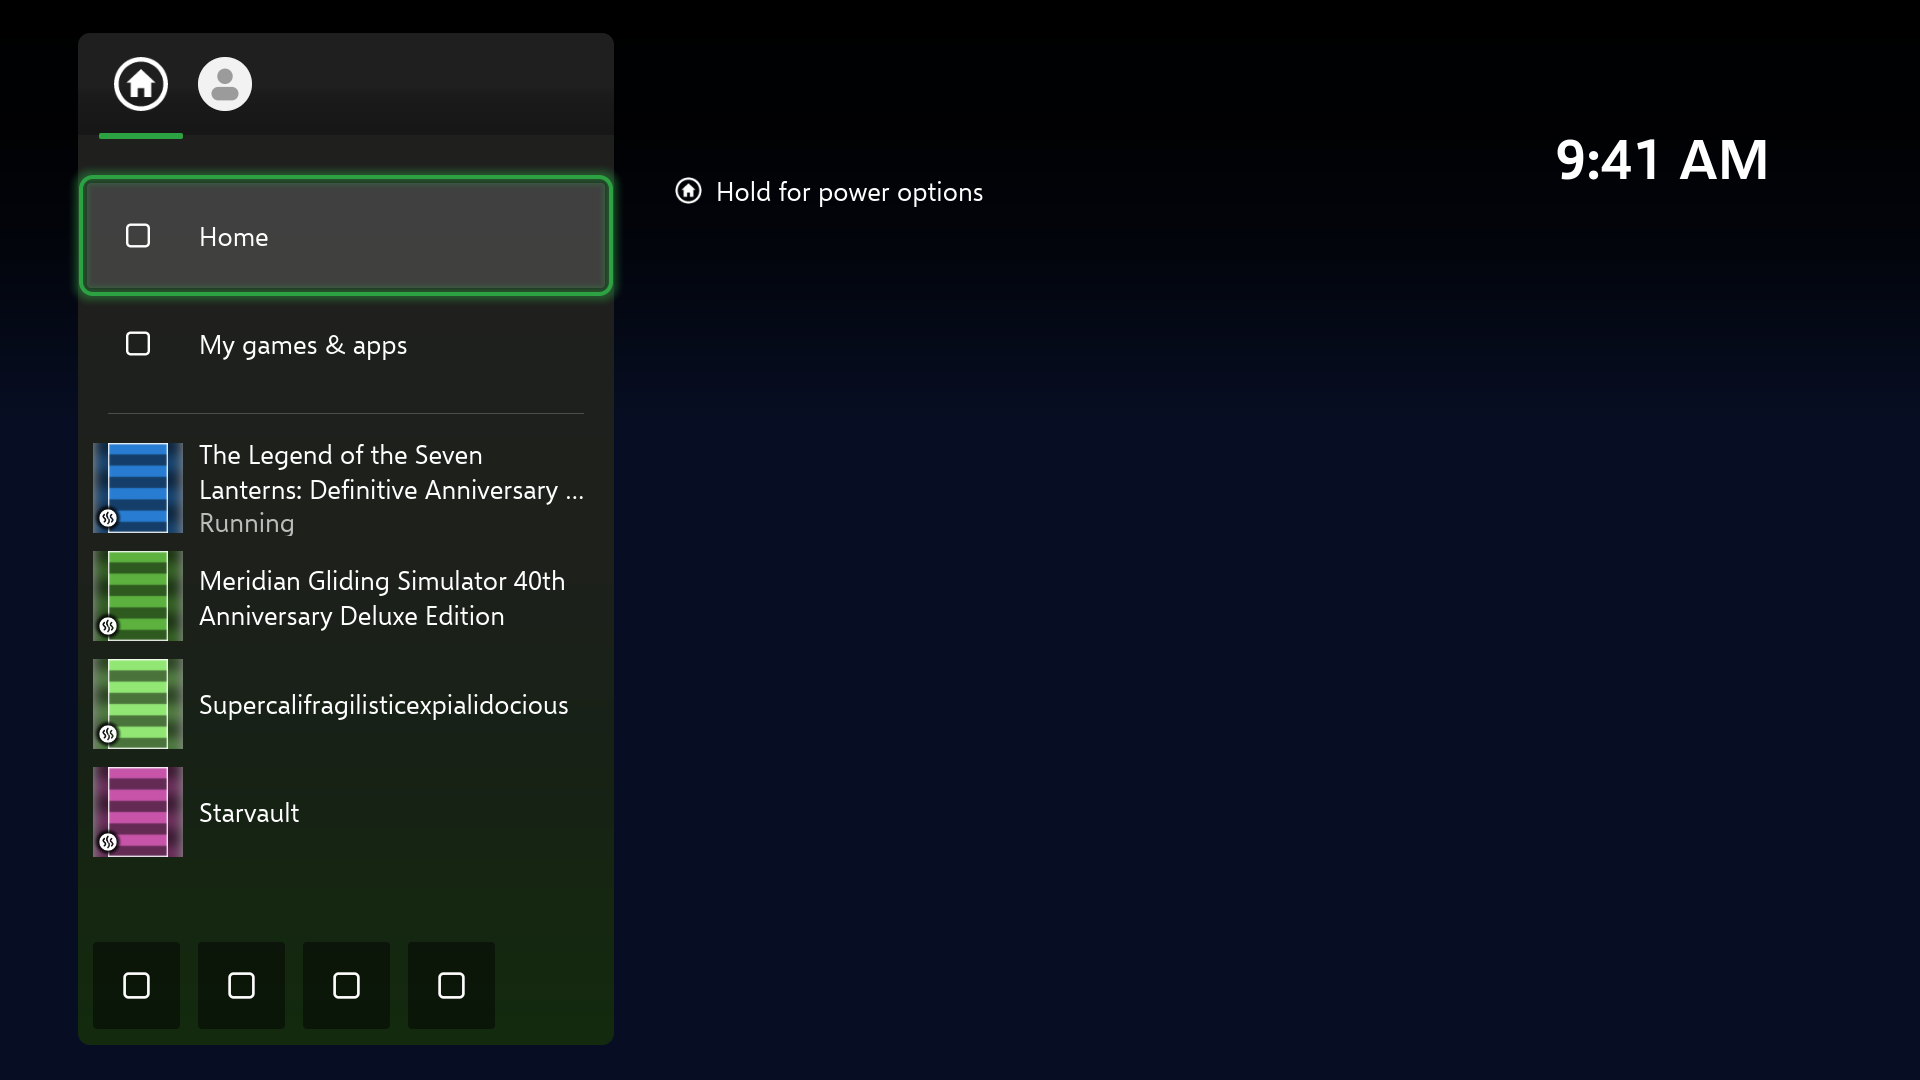 9:41 AM
Hold for power options
Home
My games & apps
The Legend of the Seven
Lanterns: Definitive Anniversary ...
Running
Meridian Gliding Simulator 40th
Anniversary Deluxe Edition
Supercalifragilisticexpialidocious
Starvault